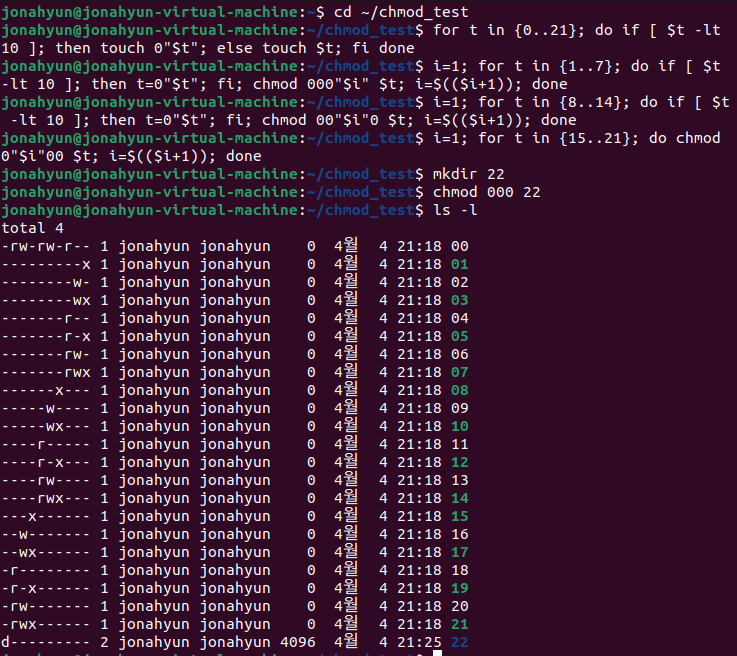 jonahyun@jonahyun-virtual-machine:~$ cd ~/chmod_test
jonahyun@jonahyun-virtual-machine:~/chmod_test$ for t in {0..21}; do if [ $t -lt
10 ]; then touch 0"$t"; else touch $t; fi done
jonahyun@jonahyun-virtual-machine:~/chmod_test$ i=1; for t in {1..7}; do if [ $t
-lt 10 ]; then t=0"$t"; fi; chmod 000"$i" $t; i=$(($i+1)); done
jonahyun@jonahyun-virtual-machine:~/chmod_test$ i=1; for t in {8..14}; do if [ $t
 -lt 10 ]; then t=0"$t"; fi; chmod 00"$i"0 $t; i=$(($i+1)); done
jonahyun@jonahyun-virtual-machine:~/chmod_test$ i=1; for t in {15..21}; do chmod
0"$i"00 $t; i=$(($i+1)); done
jonahyun@jonahyun-virtual-machine:~/chmod_test$ mkdir 22
jonahyun@jonahyun-virtual-machine:~/chmod_test$ chmod 000 22
jonahyun@jonahyun-virtual-machine:~/chmod_test$ ls -l
total 4
-rw-rw-r-- 1 jonahyun jonahyun    0  4월  4 21:18 00
---------x 1 jonahyun jonahyun    0  4월  4 21:18 01
--------w- 1 jonahyun jonahyun    0  4월  4 21:18 02
--------wx 1 jonahyun jonahyun    0  4월  4 21:18 03
-------r-- 1 jonahyun jonahyun    0  4월  4 21:18 04
-------r-x 1 jonahyun jonahyun    0  4월  4 21:18 05
-------rw- 1 jonahyun jonahyun    0  4월  4 21:18 06
-------rwx 1 jonahyun jonahyun    0  4월  4 21:18 07
------x--- 1 jonahyun jonahyun    0  4월  4 21:18 08
-----w---- 1 jonahyun jonahyun    0  4월  4 21:18 09
-----wx--- 1 jonahyun jonahyun    0  4월  4 21:18 10
----r----- 1 jonahyun jonahyun    0  4월  4 21:18 11
----r-x--- 1 jonahyun jonahyun    0  4월  4 21:18 12
----rw---- 1 jonahyun jonahyun    0  4월  4 21:18 13
----rwx--- 1 jonahyun jonahyun    0  4월  4 21:18 14
---x------ 1 jonahyun jonahyun    0  4월  4 21:18 15
--w------- 1 jonahyun jonahyun    0  4월  4 21:18 16
--wx------ 1 jonahyun jonahyun    0  4월  4 21:18 17
-r-------- 1 jonahyun jonahyun    0  4월  4 21:18 18
-r-x------ 1 jonahyun jonahyun    0  4월  4 21:18 19
-rw------- 1 jonahyun jonahyun    0  4월  4 21:18 20
-rwx------ 1 jonahyun jonahyun    0  4월  4 21:18 21
d--------- 2 jonahyun jonahyun 4096  4월  4 21:25 22
jonahyun@jonahyun-virtual-machine:~/chmod_test$